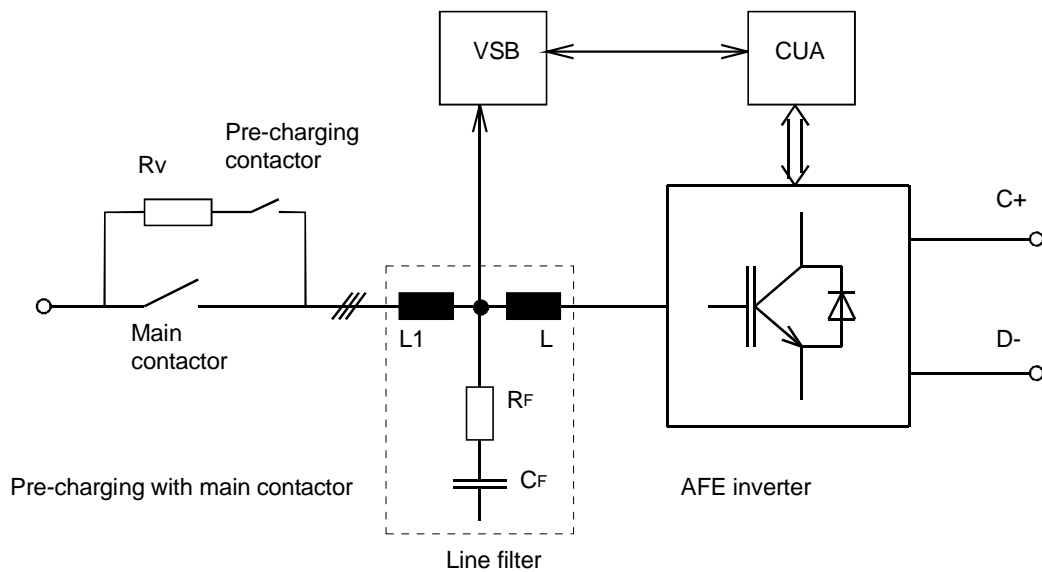 VSB
CUA
Pre-charging
contactor
Rv
C+
Main
contactor
L1
L
D-
RF
CF
Pre-charging with main contactor
AFE inverter
Line filter